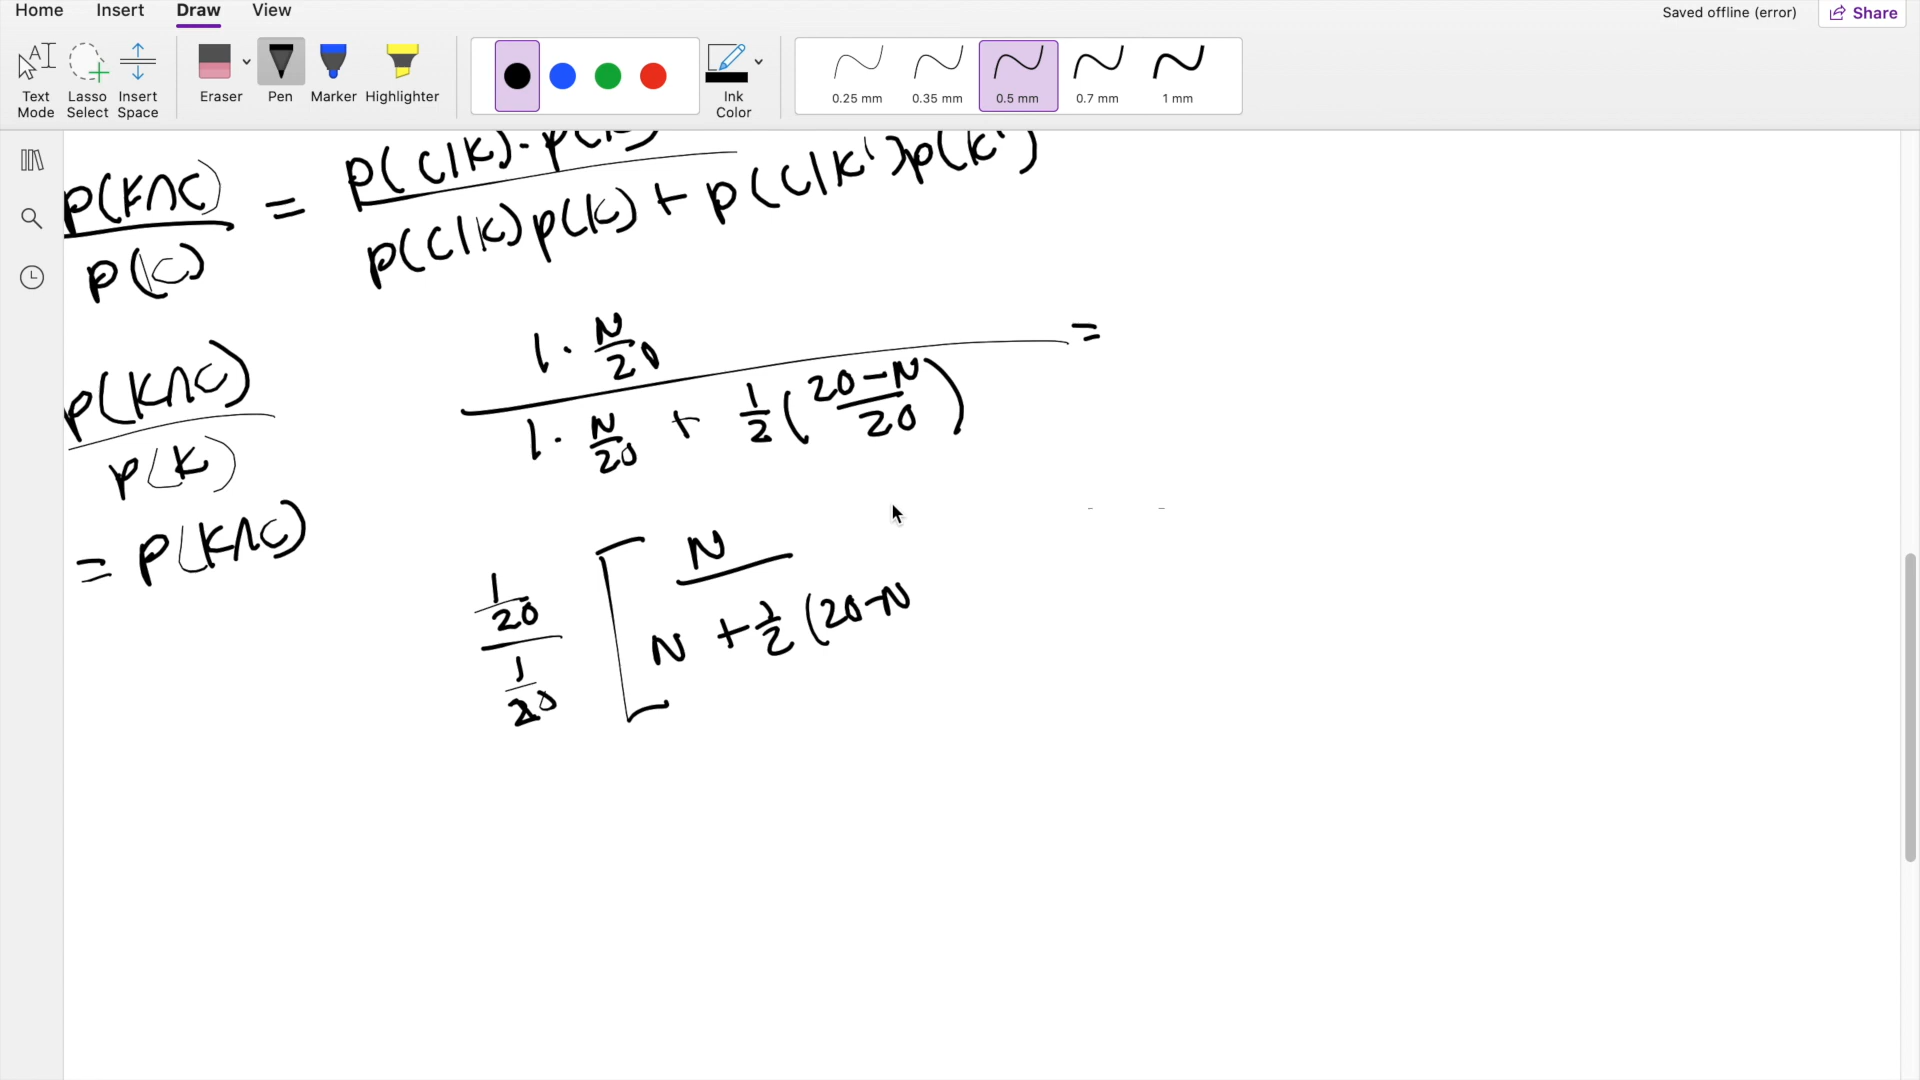 Home Insert Draw View
Saved offline (error) Share
Text Mode
Lasso Select
Insert Space
Eraser
Pen
Marker
Highlighter
Ink Color
0.25 mm
0.35 mm
0.5 mm
0.7 mm
1 mm
p(K∩C) / p(C) = p(C|K)·p(K) / p(C|K)p(K) + p(C|K')p(K')
1 · N/20 / 1 · N/20 + 1/2 (20-N/20) =
p(K∩C) / p(K)
= p(K∩C)
1/20 / 1/20 [ N / N + 1/2 (20-N